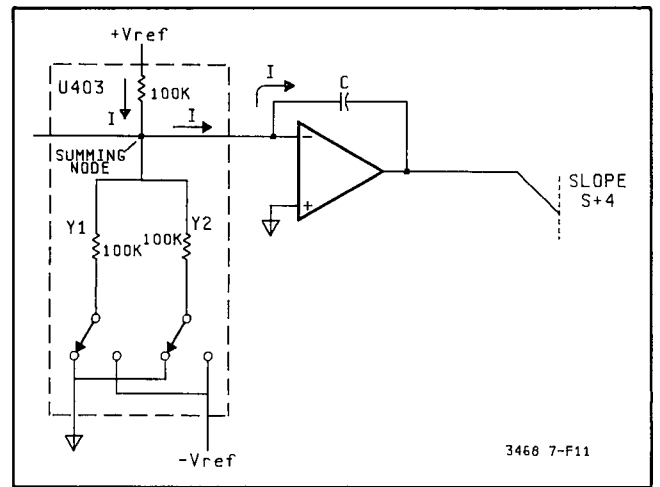 +Vref
U403
100K
I
I
I
C
SUMMING
NODE
−
+
SLOPE
S+4
Y1
100K
100K
Y2
-Vref
3468 7-F11